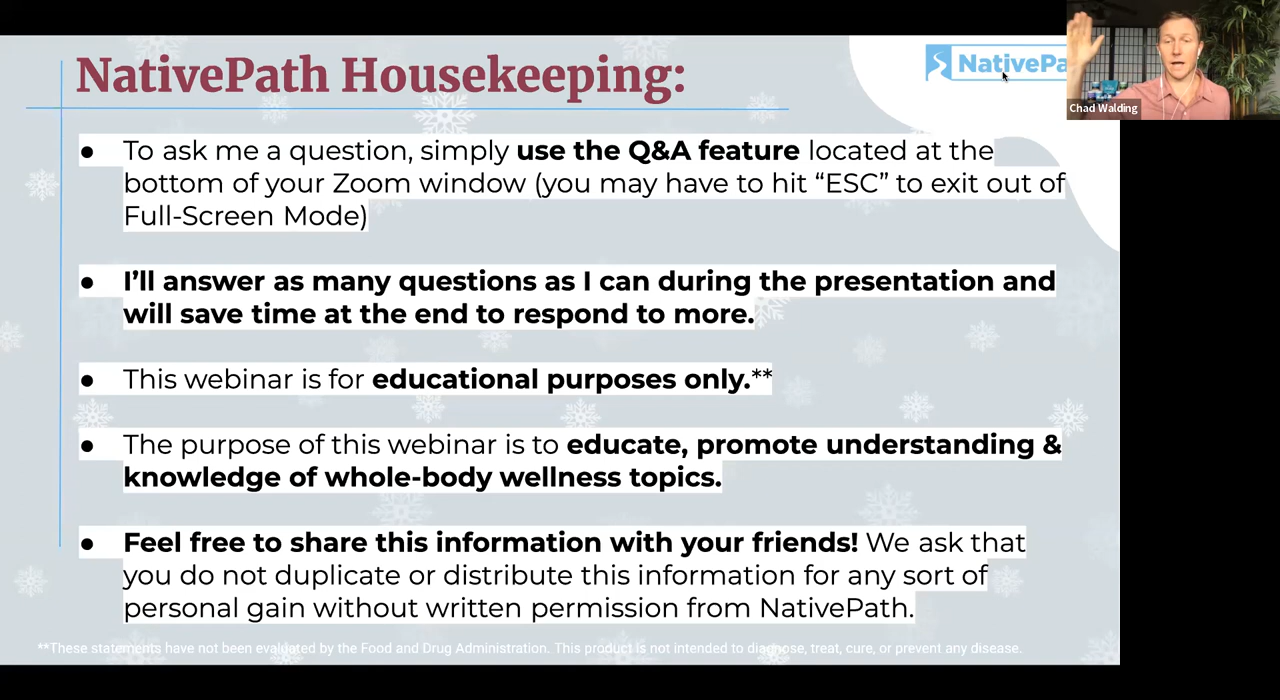 NativePath Housekeeping:
NativePa
Chad Walding
● To ask me a question, simply use the Q&A feature located at the
bottom of your Zoom window (you may have to hit “ESC” to exit out of
Full-Screen Mode)
● I’ll answer as many questions as I can during the presentation and
will save time at the end to respond to more.
● This webinar is for educational purposes only.**
● The purpose of this webinar is to educate, promote understanding &
knowledge of whole-body wellness topics.
● Feel free to share this information with your friends! We ask that
you do not duplicate or distribute this information for any sort of
personal gain without written permission from NativePath.
**These statements have not been evaluated by the Food and Drug Administration. This product is not intended to diagnose, treat, cure, or prevent any disease.